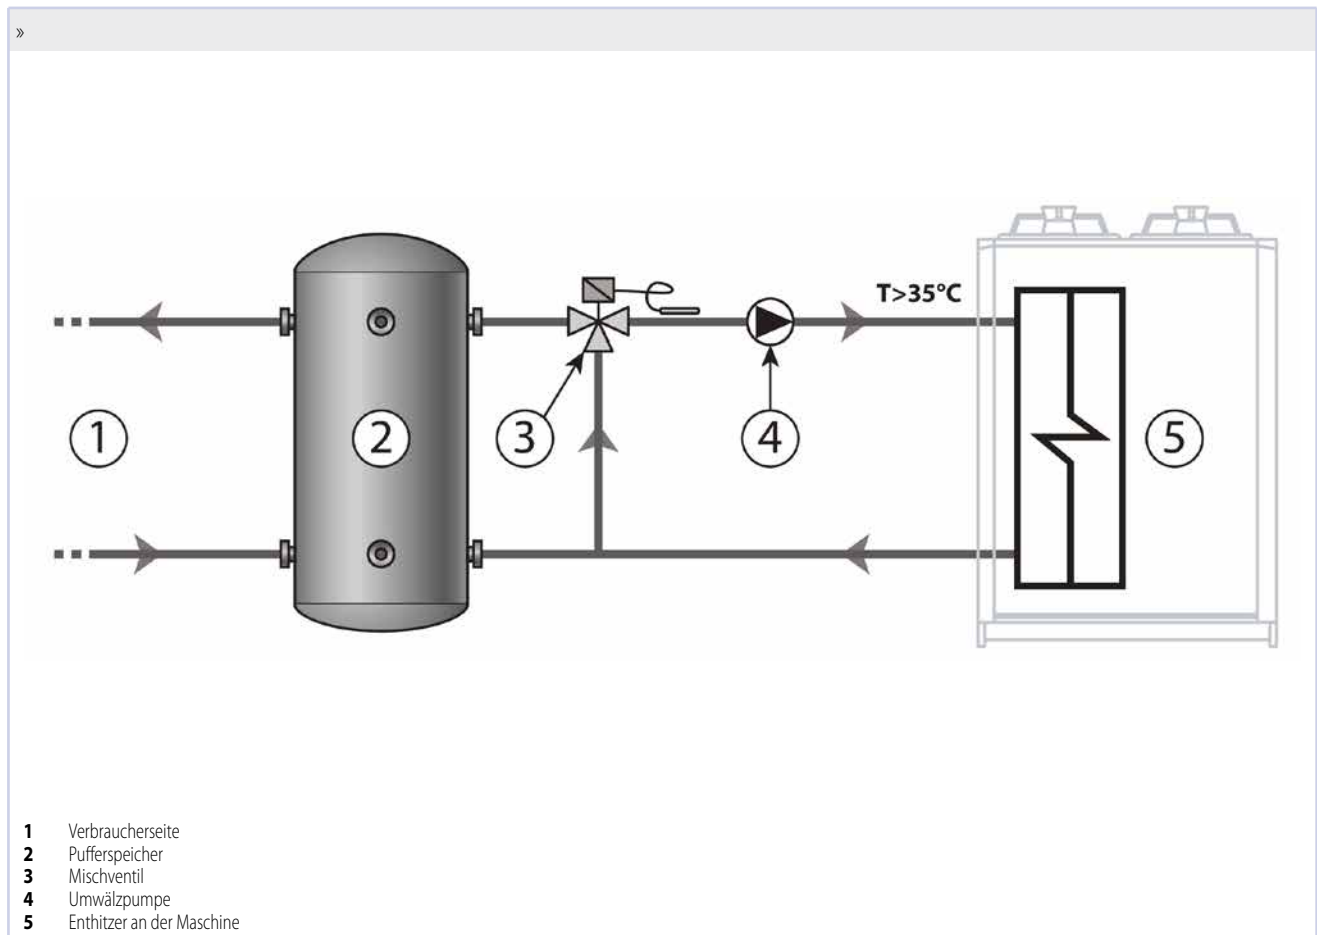 »
T>35°C
1 2 3 4 5
1 Verbraucherseite
2 Pufferspeicher
3 Mischventil
4 Umwälzpumpe
5 Enthitzer an der Maschine